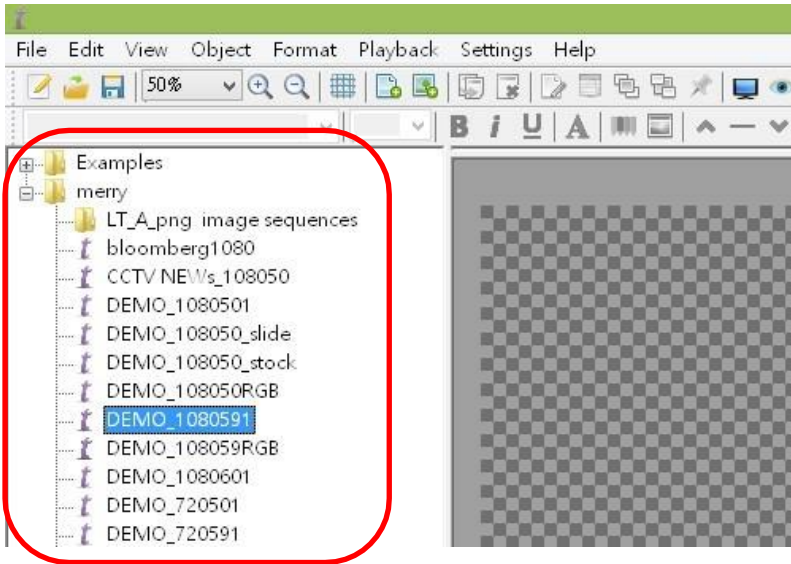 File Edit View Object Format Playback Settings Help
50%
B i U A
Examples
merry
LT_A_png image sequences
bloomberg1080
CCTV NEWs_108050
DEMO_1080501
DEMO_108050_slide
DEMO_108050_stock
DEMO_108050RGB
DEMO_1080591
DEMO_108059RGB
DEMO_1080601
DEMO_720501
DEMO_720591